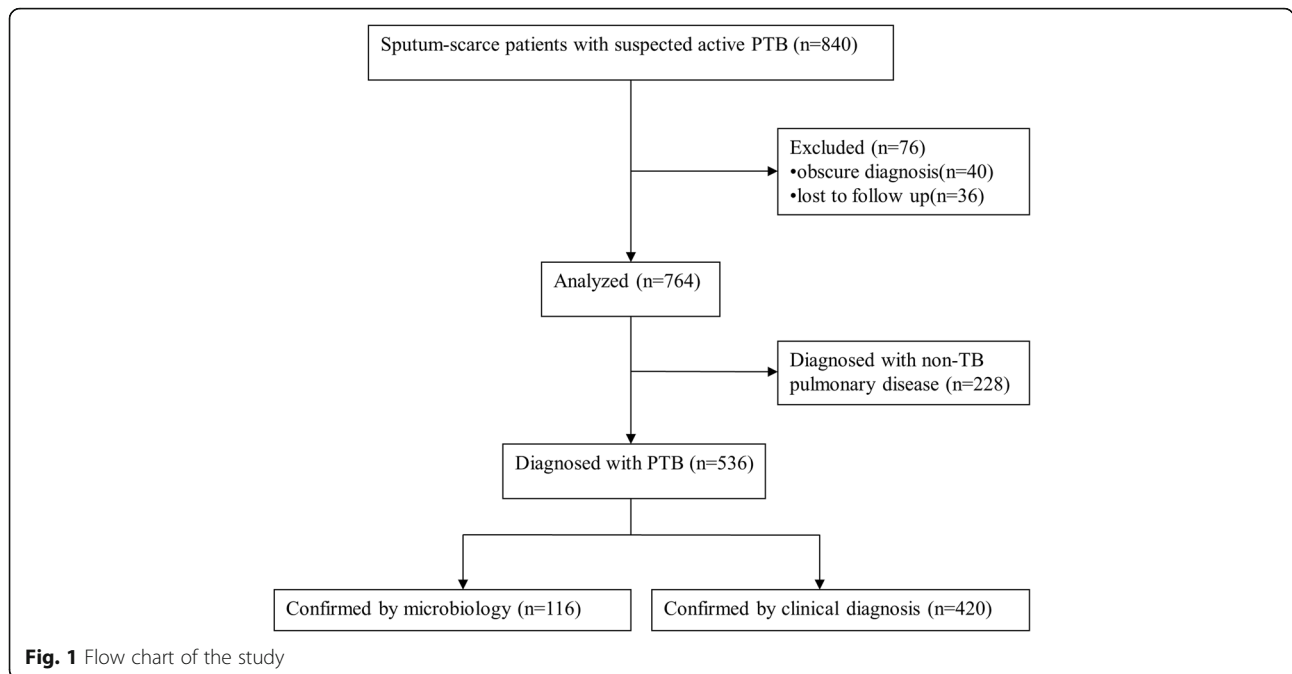 Sputum-scarce patients with suspected active PTB (n=840)
Excluded (n=76)
•obscure diagnosis(n=40)
•lost to follow up(n=36)
Analyzed (n=764)
Diagnosed with non-TB
pulmonary disease (n=228)
Diagnosed with PTB (n=536)
Confirmed by microbiology (n=116)
Confirmed by clinical diagnosis (n=420)
Fig. 1 Flow chart of the study